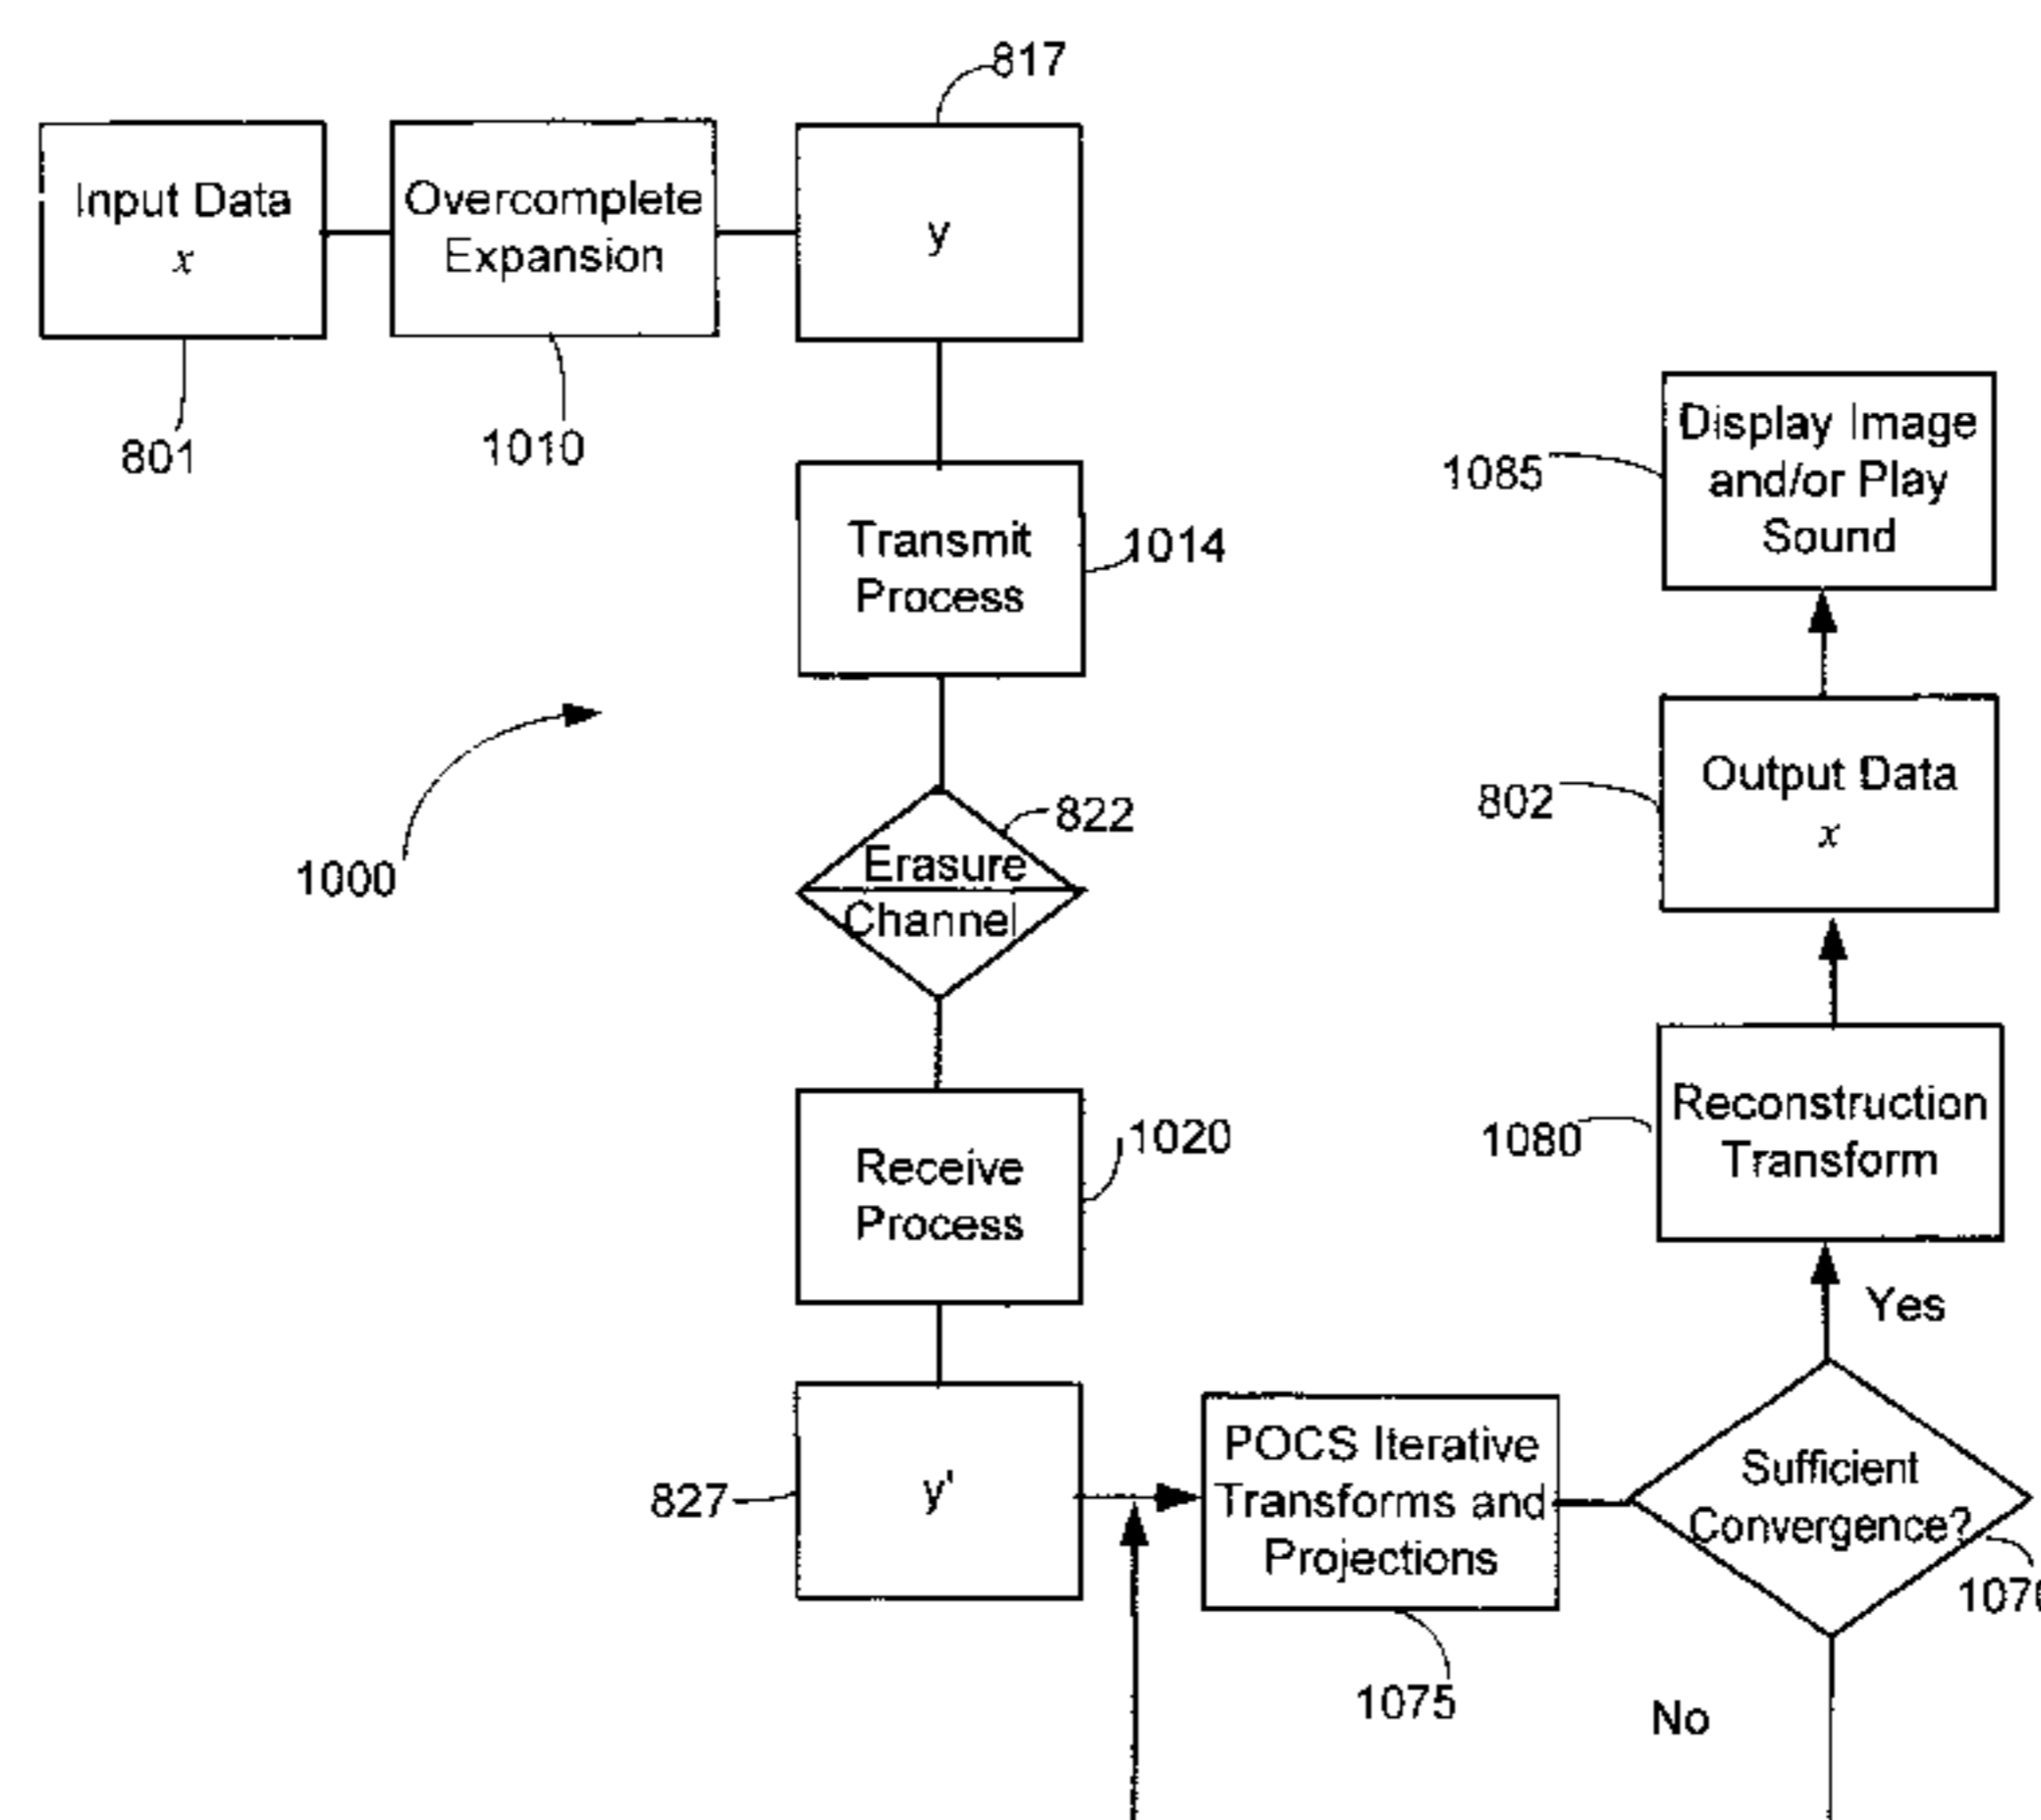 817
Input Data
x
Overcomplete
Expansion
y
801
1010
Transmit
Process
1014
Display Image
and/or Play
Sound
1085
1000
Erasure
Channel
822
Output Data
x
802
Receive
Process
1020
Reconstruction
Transform
1080
Yes
y'
827
POCS Iterative
Transforms and
Projections
1075
Sufficient
Convergence?
No